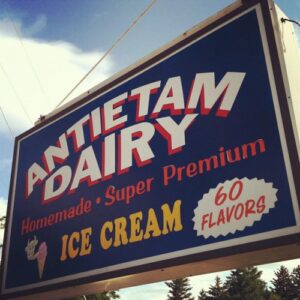 ANTIETAM
DAIRY
Homemade • Super Premium
ICE CREAM
60
FLAVORS